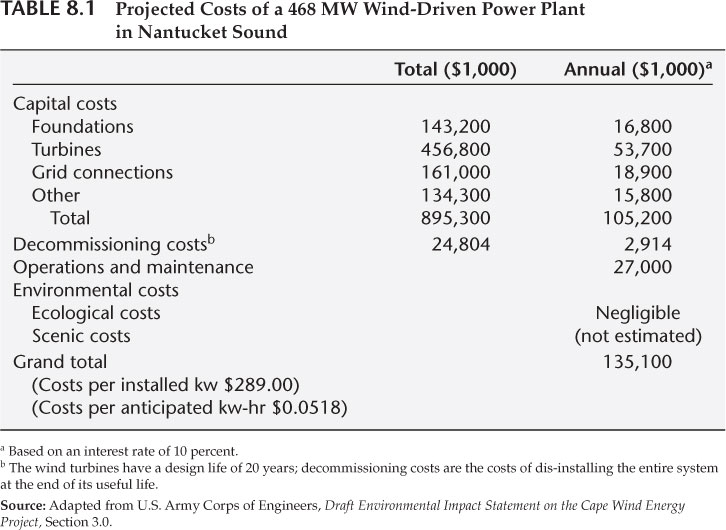 TABLE 8.1 Projected Costs of a 468 MW Wind-Driven Power Plant
in Nantucket Sound
Total ($1,000) Annual ($1,000)a
Capital costs
Foundations 143,200 16,800
Turbines 456,800 53,700
Grid connections 161,000 18,900
Other 134,300 15,800
Total 895,300 105,200
Decommissioning costsb 24,804 2,914
Operations and maintenance 27,000
Environmental costs
Ecological costs Negligible
Scenic costs (not estimated)
Grand total 135,100
(Costs per installed kw $289.00)
(Costs per anticipated kw-hr $0.0518)
a Based on an interest rate of 10 percent.
b The wind turbines have a design life of 20 years; decommissioning costs are the costs of dis-installing the entire system
at the end of its useful life.
Source: Adapted from U.S. Army Corps of Engineers, Draft Environmental Impact Statement on the Cape Wind Energy
Project, Section 3.0.